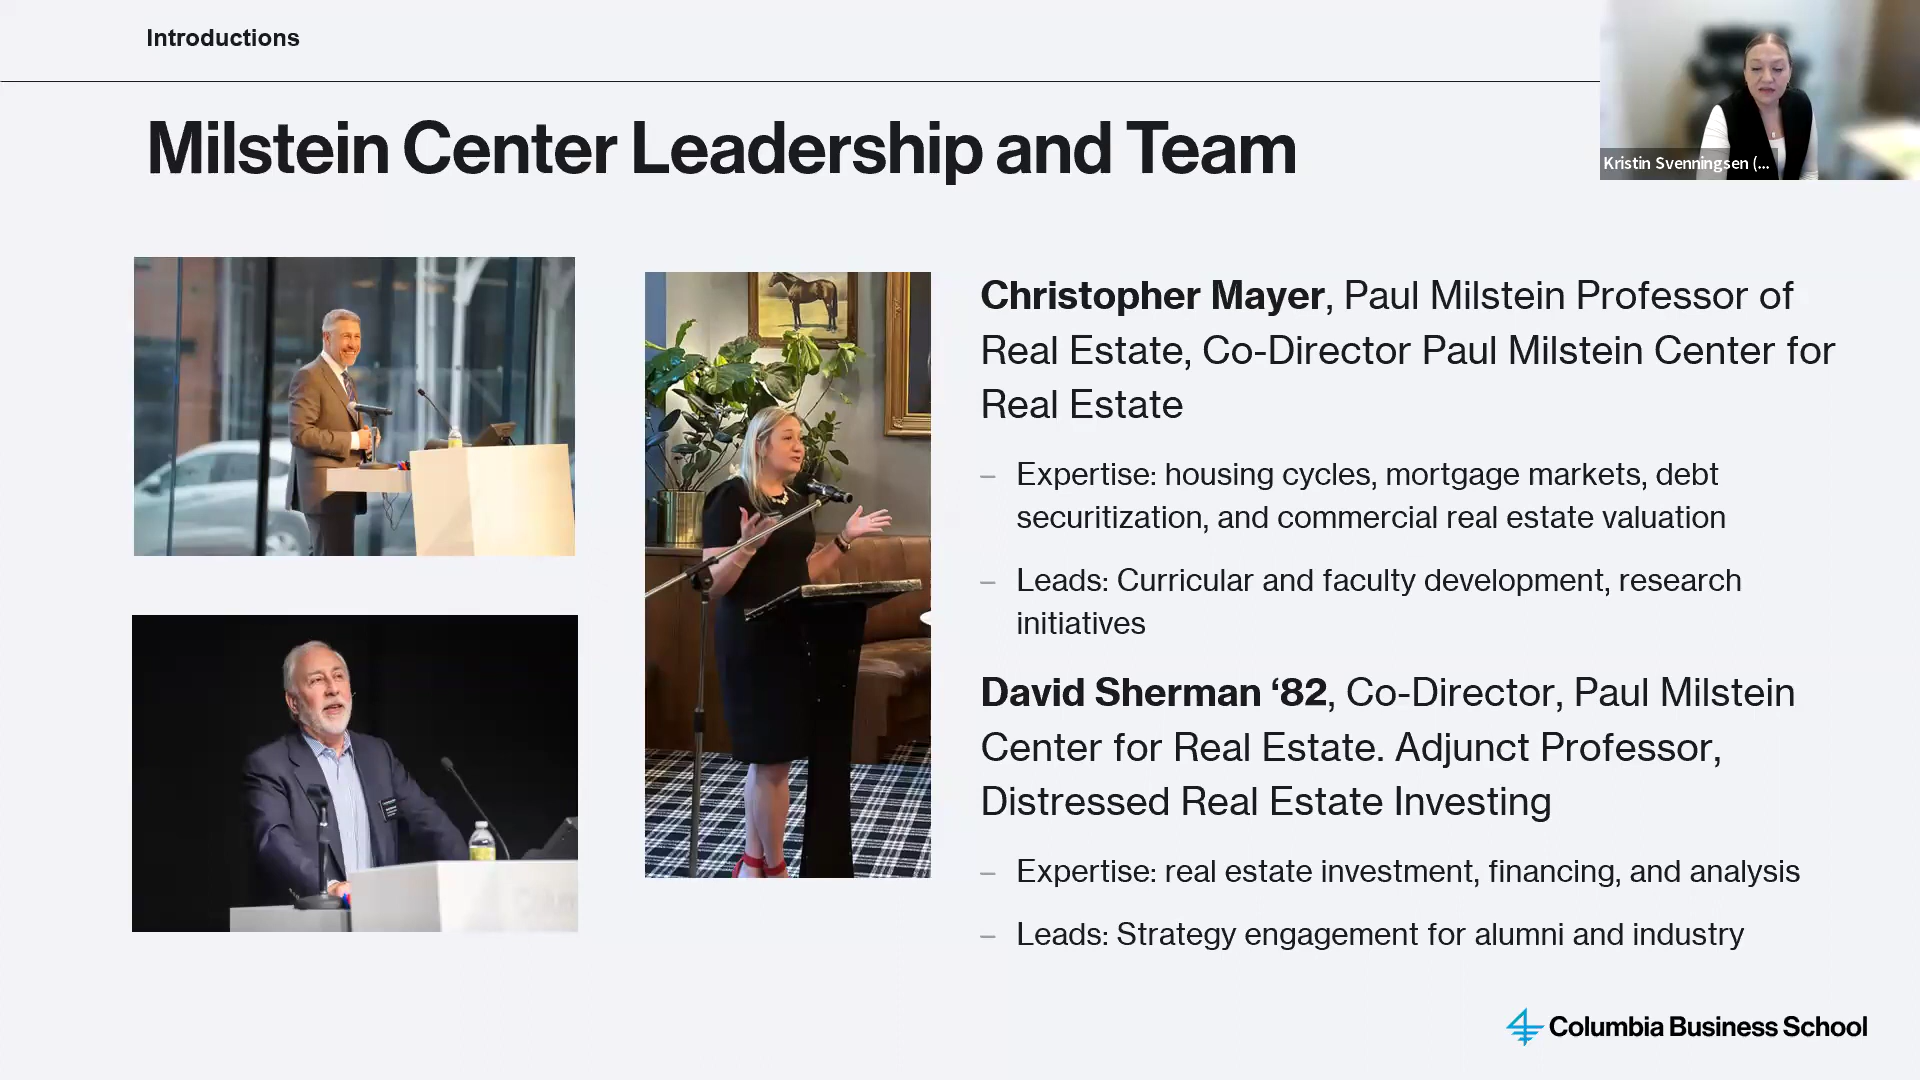 Introductions
Kristin Svenningsen (...
Milstein Center Leadership and Team
Christopher Mayer, Paul Milstein Professor of
Real Estate, Co-Director Paul Milstein Center for
Real Estate
– Expertise: housing cycles, mortgage markets, debt
securitization, and commercial real estate valuation
– Leads: Curricular and faculty development, research
initiatives
David Sherman ‘82, Co-Director, Paul Milstein
Center for Real Estate. Adjunct Professor,
Distressed Real Estate Investing
– Expertise: real estate investment, financing, and analysis
– Leads: Strategy engagement for alumni and industry
Columbia Business School